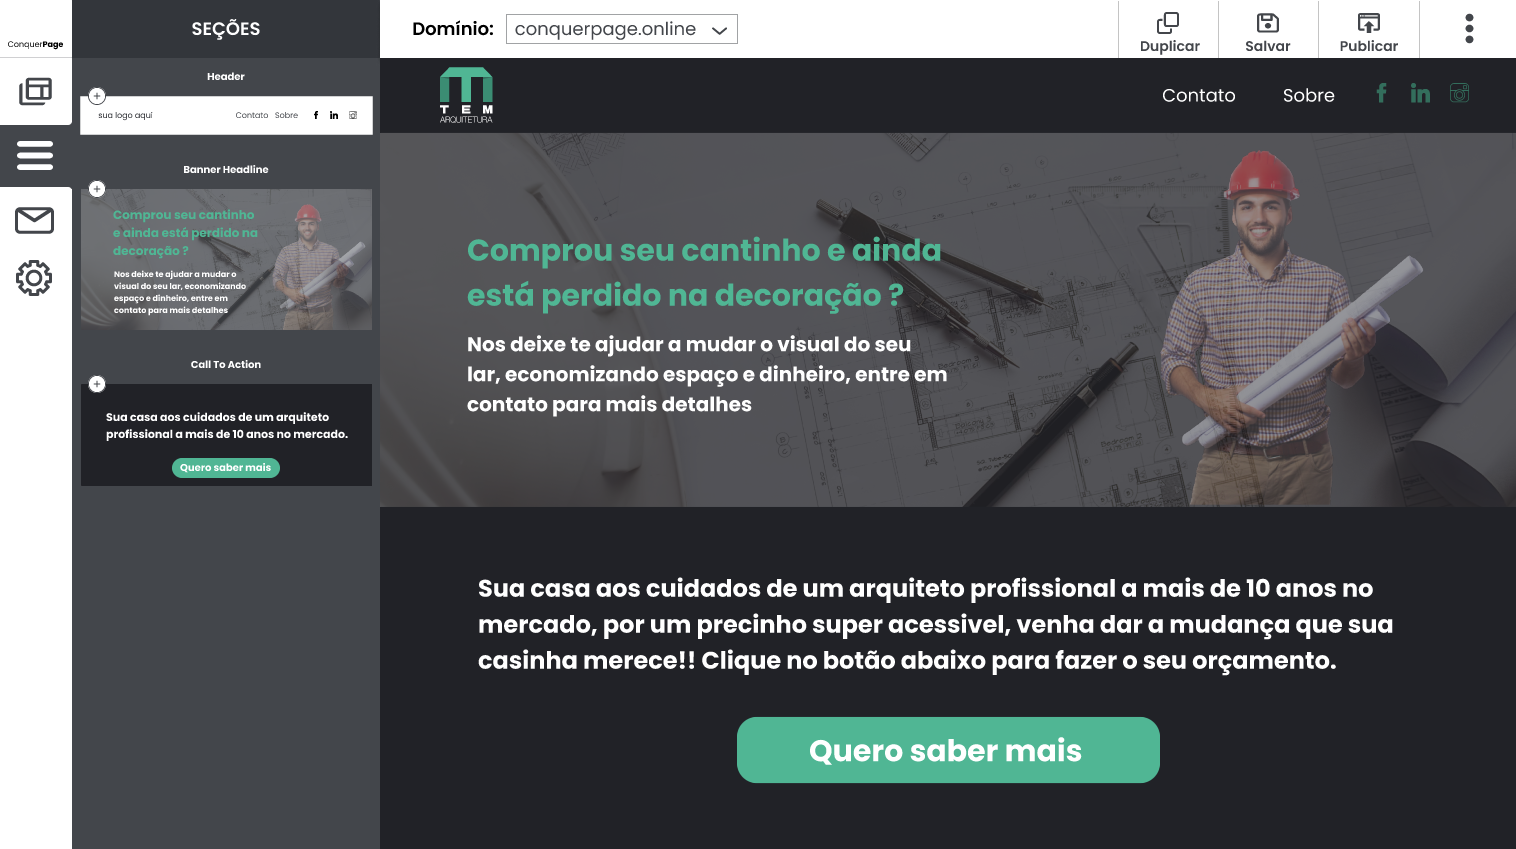 ConquerPage
SEÇÕES
Header
sua logo aquí
Contato Sobre
Banner Headline
Comprou seu cantinho
e ainda está perdido na
decoração ?
Nos deixe te ajudar a mudar o
visual do seu lar, economizando
espaço e dinheiro, entre em
contato para mais detalhes
Call To Action
Sua casa aos cuidados de um arquiteto
profissional a mais de 10 anos no mercado.
Quero saber mais
Domínio: conquerpage.online
Duplicar
Salvar
Publicar
TEM
ARQUITETURA
Contato
Sobre
Comprou seu cantinho e ainda
está perdido na decoração ?
Nos deixe te ajudar a mudar o visual do seu
lar, economizando espaço e dinheiro, entre em
contato para mais detalhes
Sua casa aos cuidados de um arquiteto profissional a mais de 10 anos no
mercado, por um precinho super acessivel, venha dar a mudança que sua
casinha merece!! Clique no botão abaixo para fazer o seu orçamento.
Quero saber mais